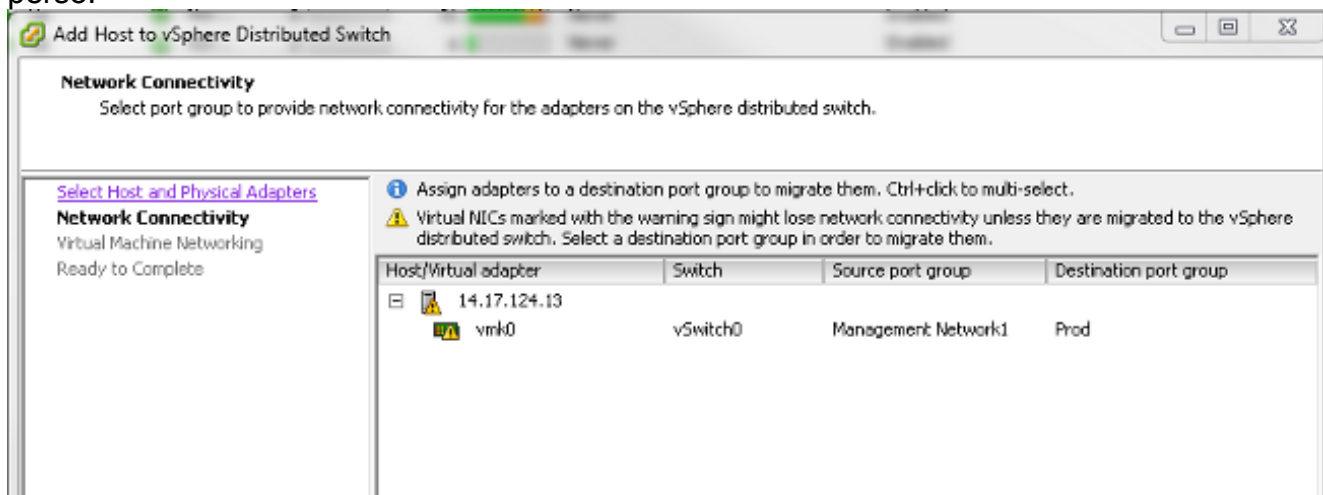 Add Host to vSphere Distributed Switch
Network Connectivity
Select port group to provide network connectivity for the adapters on the vSphere distributed switch.
Select Host and Physical Adapters
Network Connectivity
Virtual Machine Networking
Ready to Complete
Assign adapters to a destination port group to migrate them. Ctrl+click to multi-select.
Virtual NICs marked with the warning sign might lose network connectivity unless they are migrated to the vSphere
distributed switch. Select a destination port group in order to migrate them.
Host/Virtual adapter Switch Source port group Destination port group
14.17.124.13
vmk0 vSwitch0 Management Network1 Prod